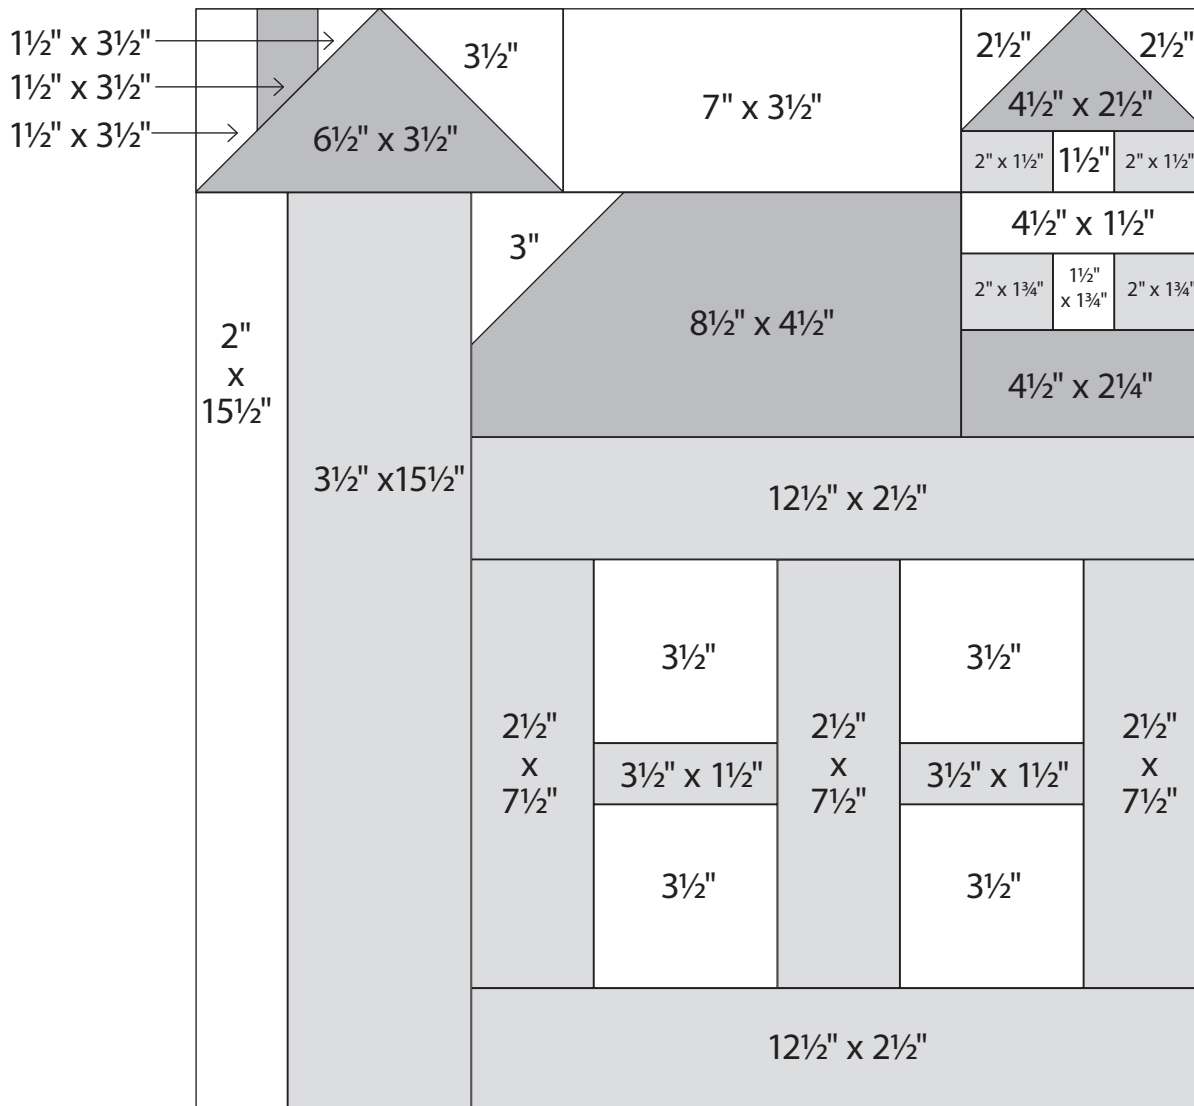 1½" x 3½"
1½" x 3½"
1½" x 3½"
3½"
6½" x 3½"
7" x 3½"
2½"
2½"
4½" x 2½"
2" x 1½"
1½"
2" x 1½"
4½" x 1½"
2" x 1¾"
1½"
x 1¾"
2" x 1¾"
4½" x 2¼"
3"
8½" x 4½"
2"
x
15½"
3½" x15½"
12½" x 2½"
2½"
x
7½"
3½"
3½" x 1½"
3½"
2½"
x
7½"
3½"
3½" x 1½"
3½"
2½"
x
7½"
12½" x 2½"